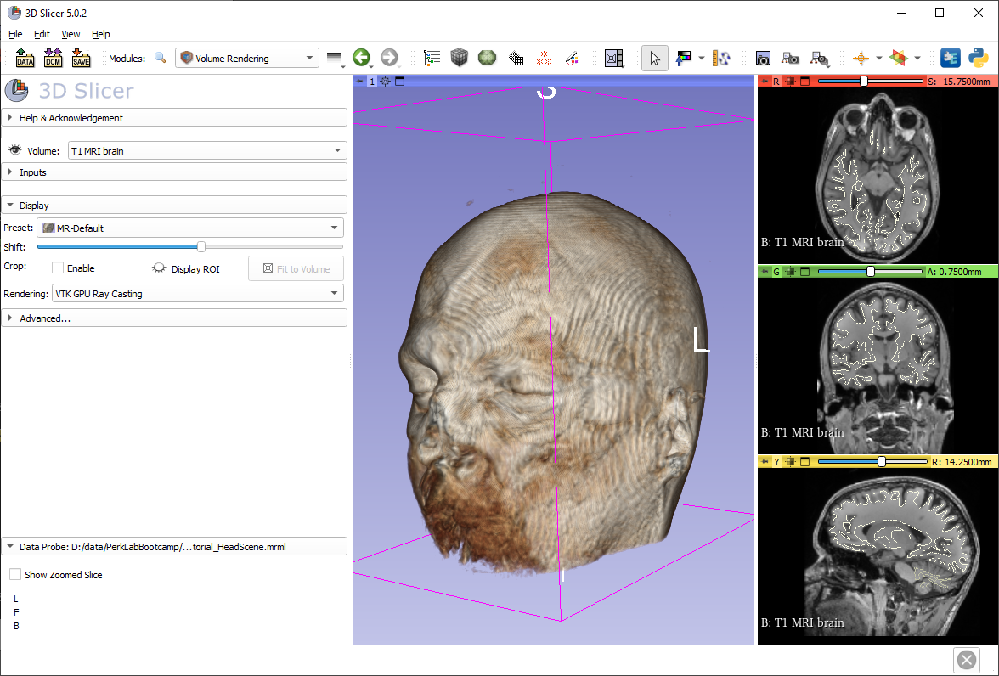 3D Slicer 5.0.2
File Edit View Help
DATA DCM SAVE Modules: Volume Rendering
3D Slicer
Help & Acknowledgement
Volume: T1 MRI brain
Inputs
Display
Preset: MR-Default
Shift:
Crop: Enable Display ROI Fit to Volume
Rendering: VTK GPU Ray Casting
Advanced...
Data Probe: D:/data/PerkLabBootcamp/...torial_HeadScene.mrml
Show Zoomed Slice
L
F
B
1
S
L
I
R S: -15.7500mm
B: T1 MRI brain
G A: 0.7500mm
B: T1 MRI brain
Y R: 14.2500mm
B: T1 MRI brain